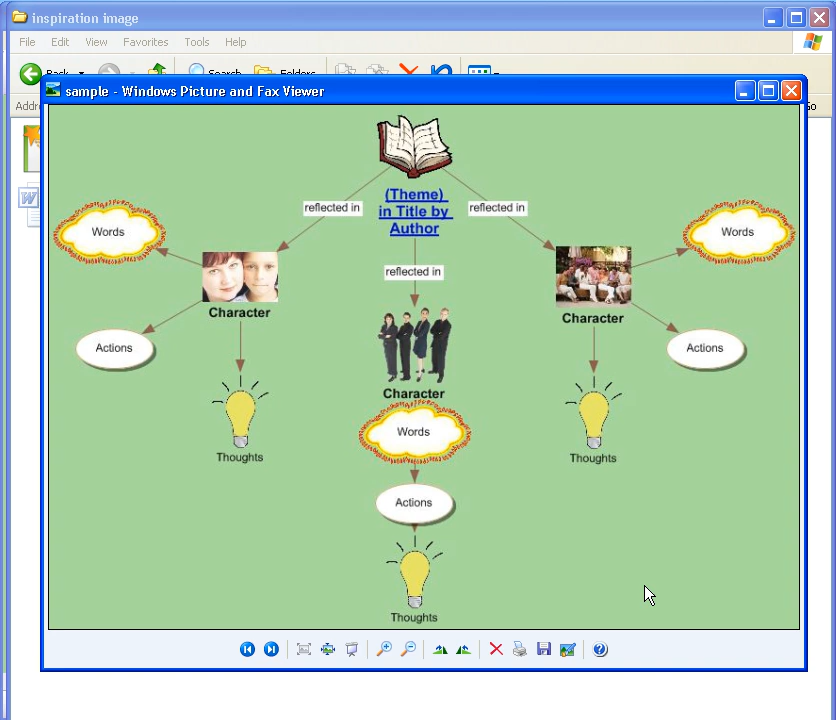 inspiration image
File Edit View Favorites Tools Help
Back Search Folders
sample - Windows Picture and Fax Viewer
(Theme)
in Title by
Author
reflected in
reflected in
reflected in
Words
Character
Actions
Thoughts
Character
Words
Actions
Thoughts
Words
Character
Actions
Thoughts